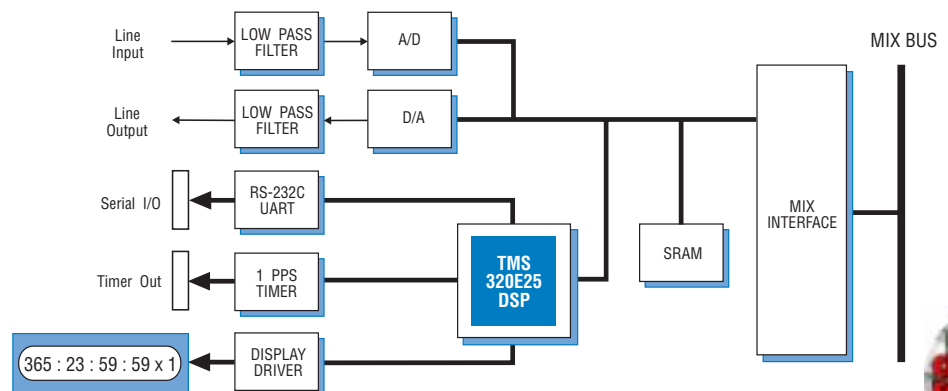 Line
Input
LOW PASS
FILTER
A/D
MIX BUS
Line
Output
LOW PASS
FILTER
D/A
Serial I/O
RS-232C
UART
MIX
INTERFACE
TMS
320E25
DSP
SRAM
Timer Out
1 PPS
TIMER
365 : 23 : 59 : 59 x 1
DISPLAY
DRIVER